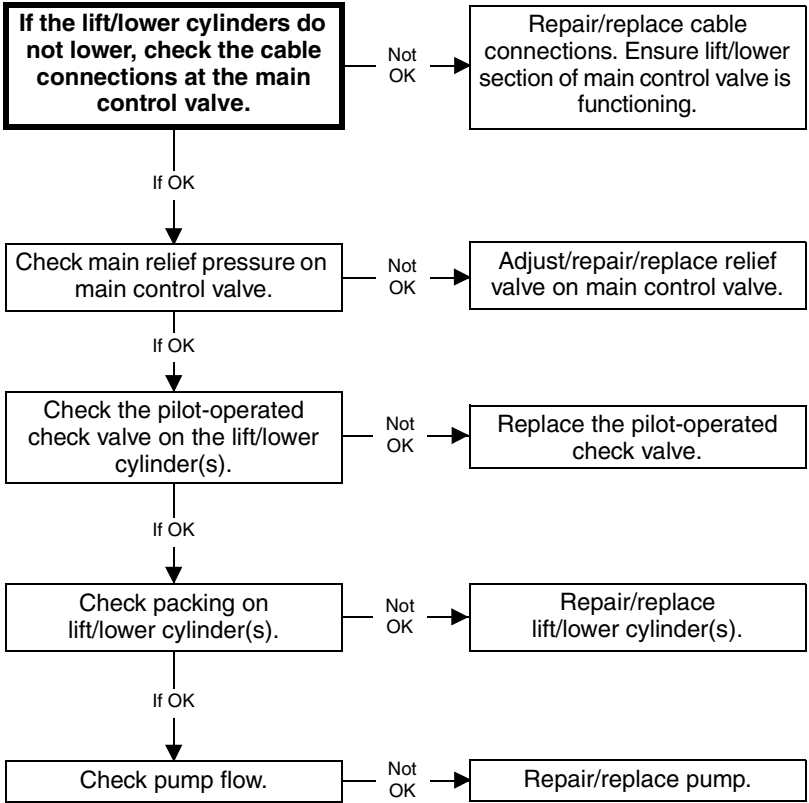 If the lift/lower cylinders do
not lower, check the cable
connections at the main
control valve.
Not
OK
Repair/replace cable
connections. Ensure lift/lower
section of main control valve is
functioning.
If OK
Check main relief pressure on
main control valve.
Not
OK
Adjust/repair/replace relief
valve on main control valve.
If OK
Check the pilot-operated
check valve on the lift/lower
cylinder(s).
Not
OK
Replace the pilot-operated
check valve.
If OK
Check packing on
lift/lower cylinder(s).
Not
OK
Repair/replace
lift/lower cylinder(s).
If OK
Check pump flow.
Not
OK
Repair/replace pump.